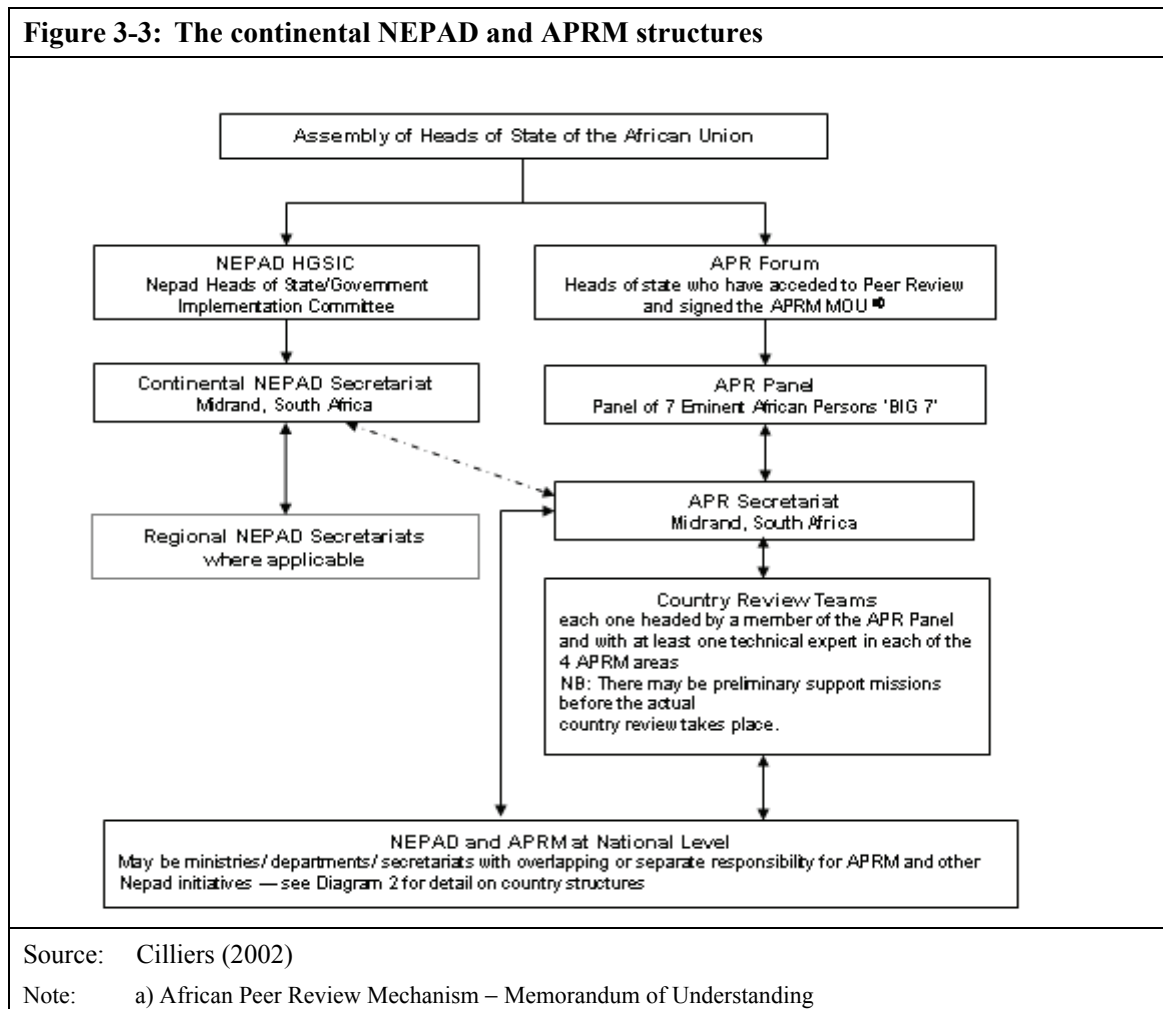 Figure 3-3: The continental NEPAD and APRM structures
Assembly of Heads of State of the African Union
NEPAD HGSIC
Nepad Heads of State/Government
Implementation Committee
APR Forum
Heads of state who have acceded to Peer Review
and signed the APRM MOU
Continental NEPAD Secretariat
Midrand, South Africa
APR Panel
Panel of 7 Eminent African Persons 'BIG 7'
APR Secretariat
Midrand, South Africa
Regional NEPAD Secretariats
where applicable
Country Review Teams
each one headed by a member of the APR Panel
and with at least one technical expert in each of the
4 APRM areas
NB: There may be preliminary support missions
before the actual
country review takes place.
NEPAD and APRM at National Level
May be ministries/ departments/ secretariats with overlapping or separate responsibility for APRM and other
Nepad initiatives — see Diagram 2 for detail on country structures
Source: Cilliers (2002)
Note: a) African Peer Review Mechanism – Memorandum of Understanding